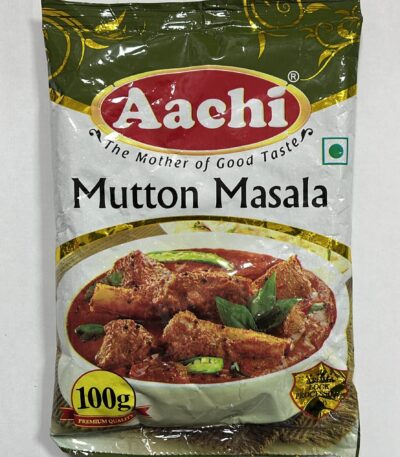 Aachi®
The Mother of Good Taste
Mutton Masala
100g
PREMIUM QUALITY